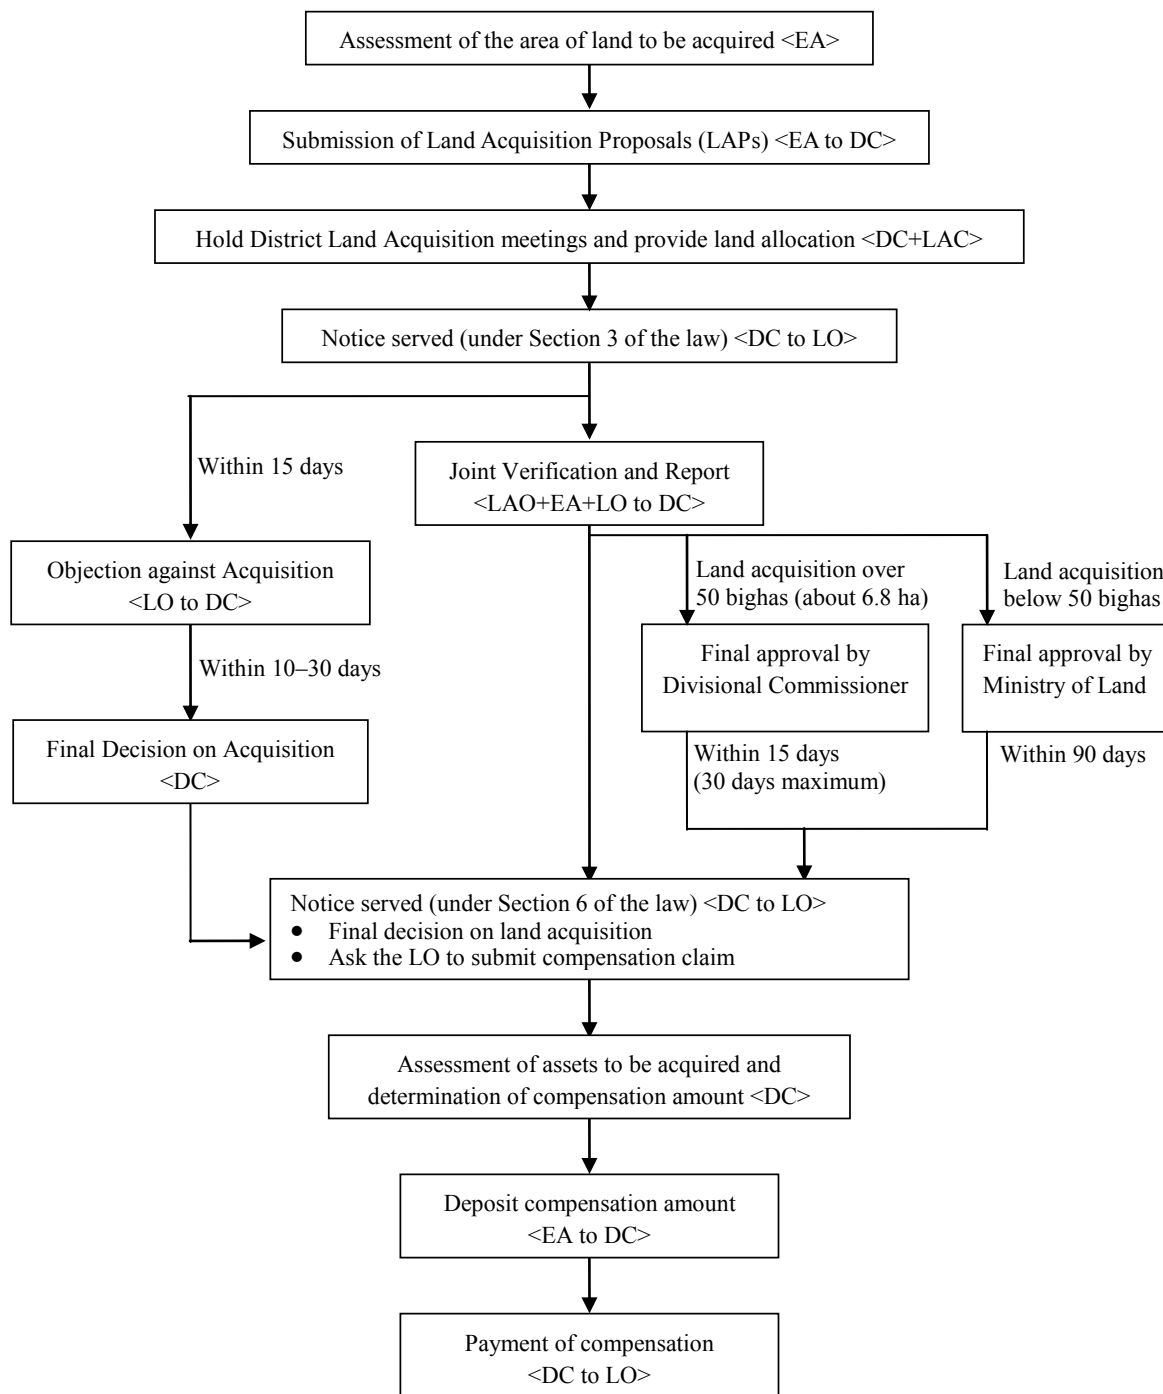 Assessment of the area of land to be acquired <EA>
Submission of Land Acquisition Proposals (LAPs) <EA to DC>
Hold District Land Acquisition meetings and provide land allocation <DC+LAC>
Notice served (under Section 3 of the law) <DC to LO>
Within 15 days
Joint Verification and Report
<LAO+EA+LO to DC>
Objection against Acquisition
<LO to DC>
Land acquisition over
50 bighas (about 6.8 ha)
Land acquisition
below 50 bighas
Within 10–30 days
Final approval by
Divisional Commissioner
Final approval by
Ministry of Land
Final Decision on Acquisition
<DC>
Within 15 days
(30 days maximum)
Within 90 days
Notice served (under Section 6 of the law) <DC to LO>
• Final decision on land acquisition
• Ask the LO to submit compensation claim
Assessment of assets to be acquired and
determination of compensation amount <DC>
Deposit compensation amount
<EA to DC>
Payment of compensation
<DC to LO>